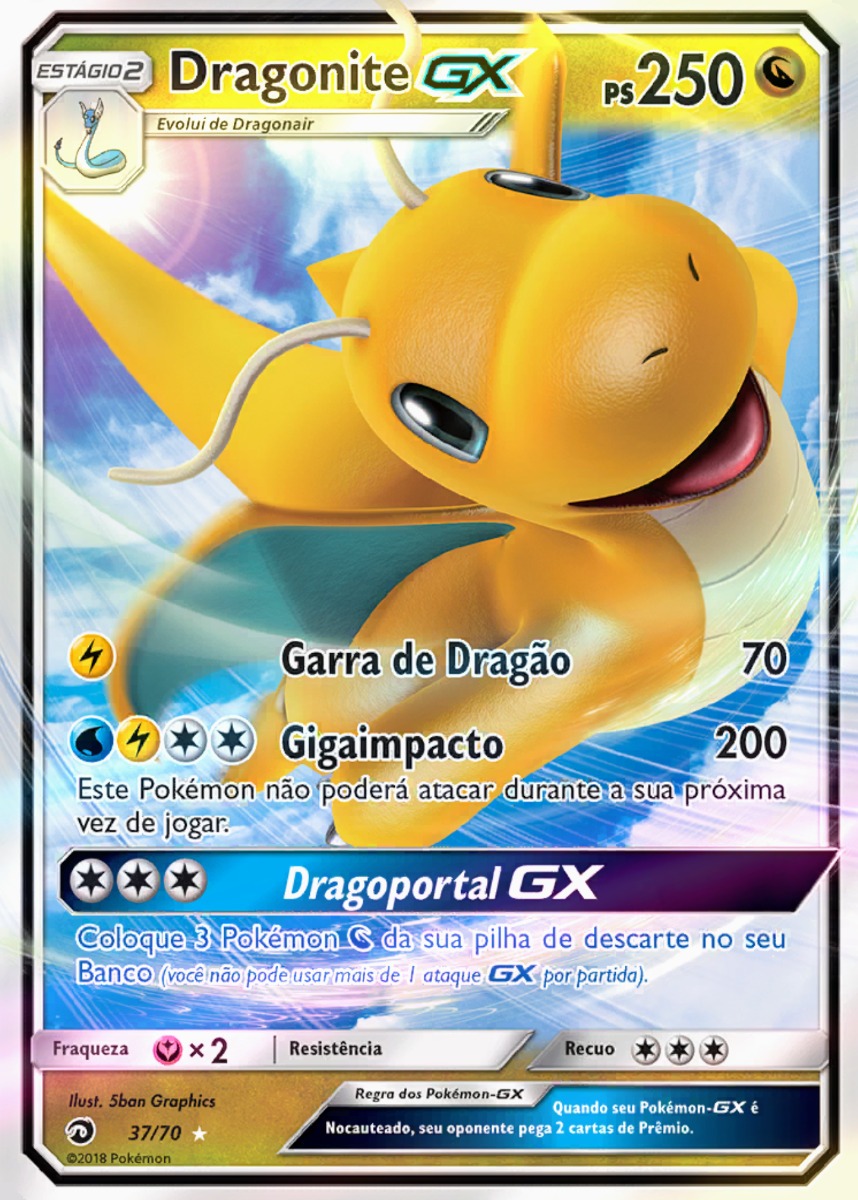 ESTÁGIO2 Dragonite GX PS250
Evolui de Dragonair
Garra de Dragão 70
Gigaimpacto 200
Este Pokémon não poderá atacar durante a sua próxima
vez de jogar.
Dragoportal GX
Coloque 3 Pokémon da sua pilha de descarte no seu
Banco (você não pode usar mais de 1 ataque GX por partida).
Fraqueza ×2 Resistência Recuo
Ilust. 5ban Graphics
37/70
©2018 Pokémon
Regra dos Pokémon-GX
Quando seu Pokémon-GX é
Nocauteado, seu oponente pega 2 cartas de Prêmio.